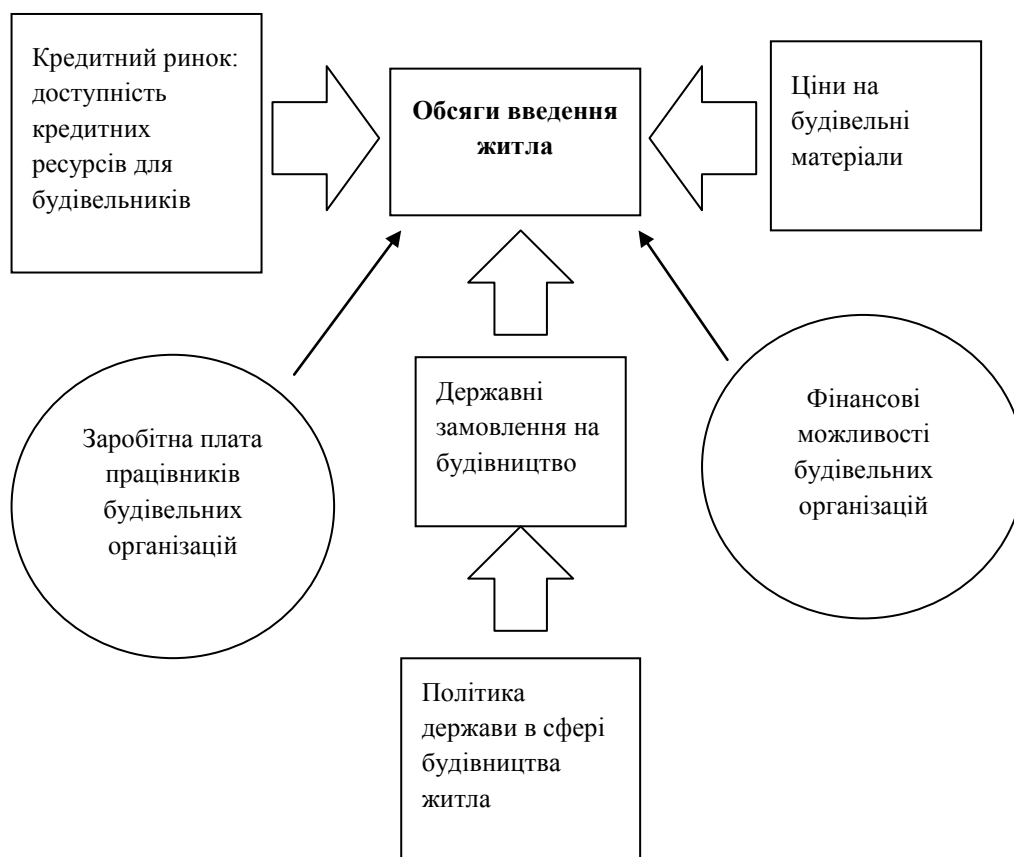 Кредитний ринок:
доступність
кредитних
ресурсів для
будівельників
Обсяги введення
житла
Ціни на
будівельні
матеріали
Заробітна плата
працівників
будівельних
організацій
Державні
замовлення на
будівництво
Фінансові
можливості
будівельних
організацій
Політика
держави в сфері
будівництва
житла